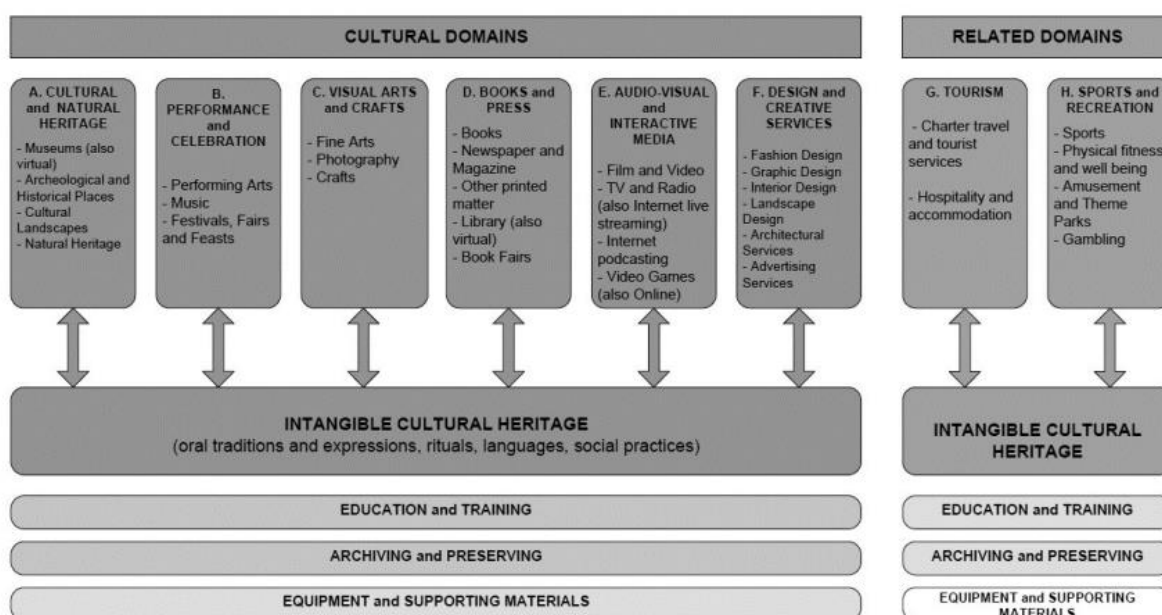 CULTURAL DOMAINS
A. CULTURAL
and NATURAL
HERITAGE
- Museums (also
virtual)
- Archeological and
Historical Places
- Cultural
Landscapes
- Natural Heritage
B.
PERFORMANCE
and
CELEBRATION
- Performing Arts
- Music
- Festivals, Fairs
and Feasts
C. VISUAL ARTS
and CRAFTS
- Fine Arts
- Photography
- Crafts
D. BOOKS and
PRESS
- Books
- Newspaper and
Magazine
- Other printed
matter
- Library (also
virtual)
- Book Fairs
E. AUDIO-VISUAL
and
INTERACTIVE
MEDIA
- Film and Video
- TV and Radio
(also Internet live
streaming)
- Internet
podcasting
- Video Games
(also Online)
F. DESIGN and
CREATIVE
SERVICES
- Fashion Design
- Graphic Design
- Interior Design
- Landscape
Design
- Architectural
Services
- Advertising
Services
INTANGIBLE CULTURAL HERITAGE
(oral traditions and expressions, rituals, languages, social practices)
EDUCATION and TRAINING
ARCHIVING and PRESERVING
EQUIPMENT and SUPPORTING MATERIALS
RELATED DOMAINS
G. TOURISM
- Charter travel
and tourist
services
- Hospitality and
accommodation
H. SPORTS and
RECREATION
- Sports
- Physical fitness
and well being
- Amusement
and Theme
Parks
- Gambling
INTANGIBLE CULTURAL
HERITAGE
EDUCATION and TRAINING
ARCHIVING and PRESERVING
EQUIPMENT and SUPPORTING
MATERIALS